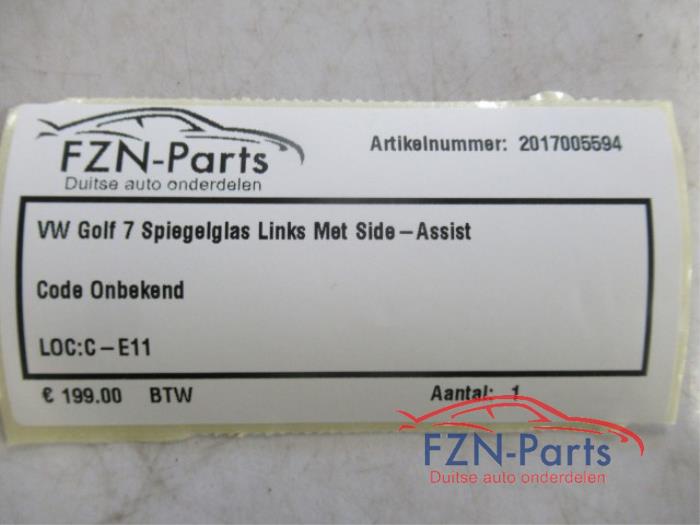 FZN-Parts
Duitse auto onderdelen
Artikelnummer: 2017005594
VW Golf 7 Spiegelglas Links Met Side-Assist
Code Onbekend
LOC:C-E11
€ 199.00 BTW
Aantal: 1
FZN-Parts
Duitse auto onderdelen